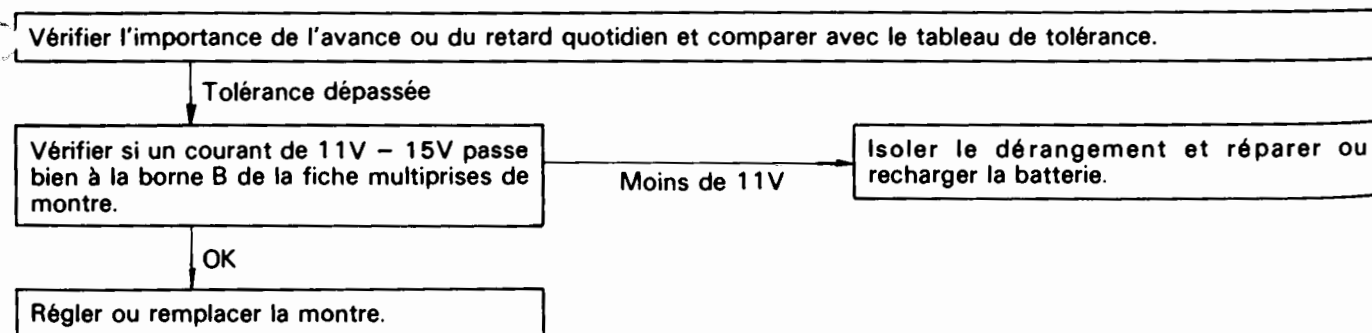 Vérifier l'importance de l'avance ou du retard quotidien et comparer avec le tableau de tolérance.
Tolérance dépassée
Vérifier si un courant de 11V – 15V passe
bien à la borne B de la fiche multiprises de
montre.
Moins de 11V
Isoler le dérangement et réparer ou
recharger la batterie.
OK
Régler ou remplacer la montre.